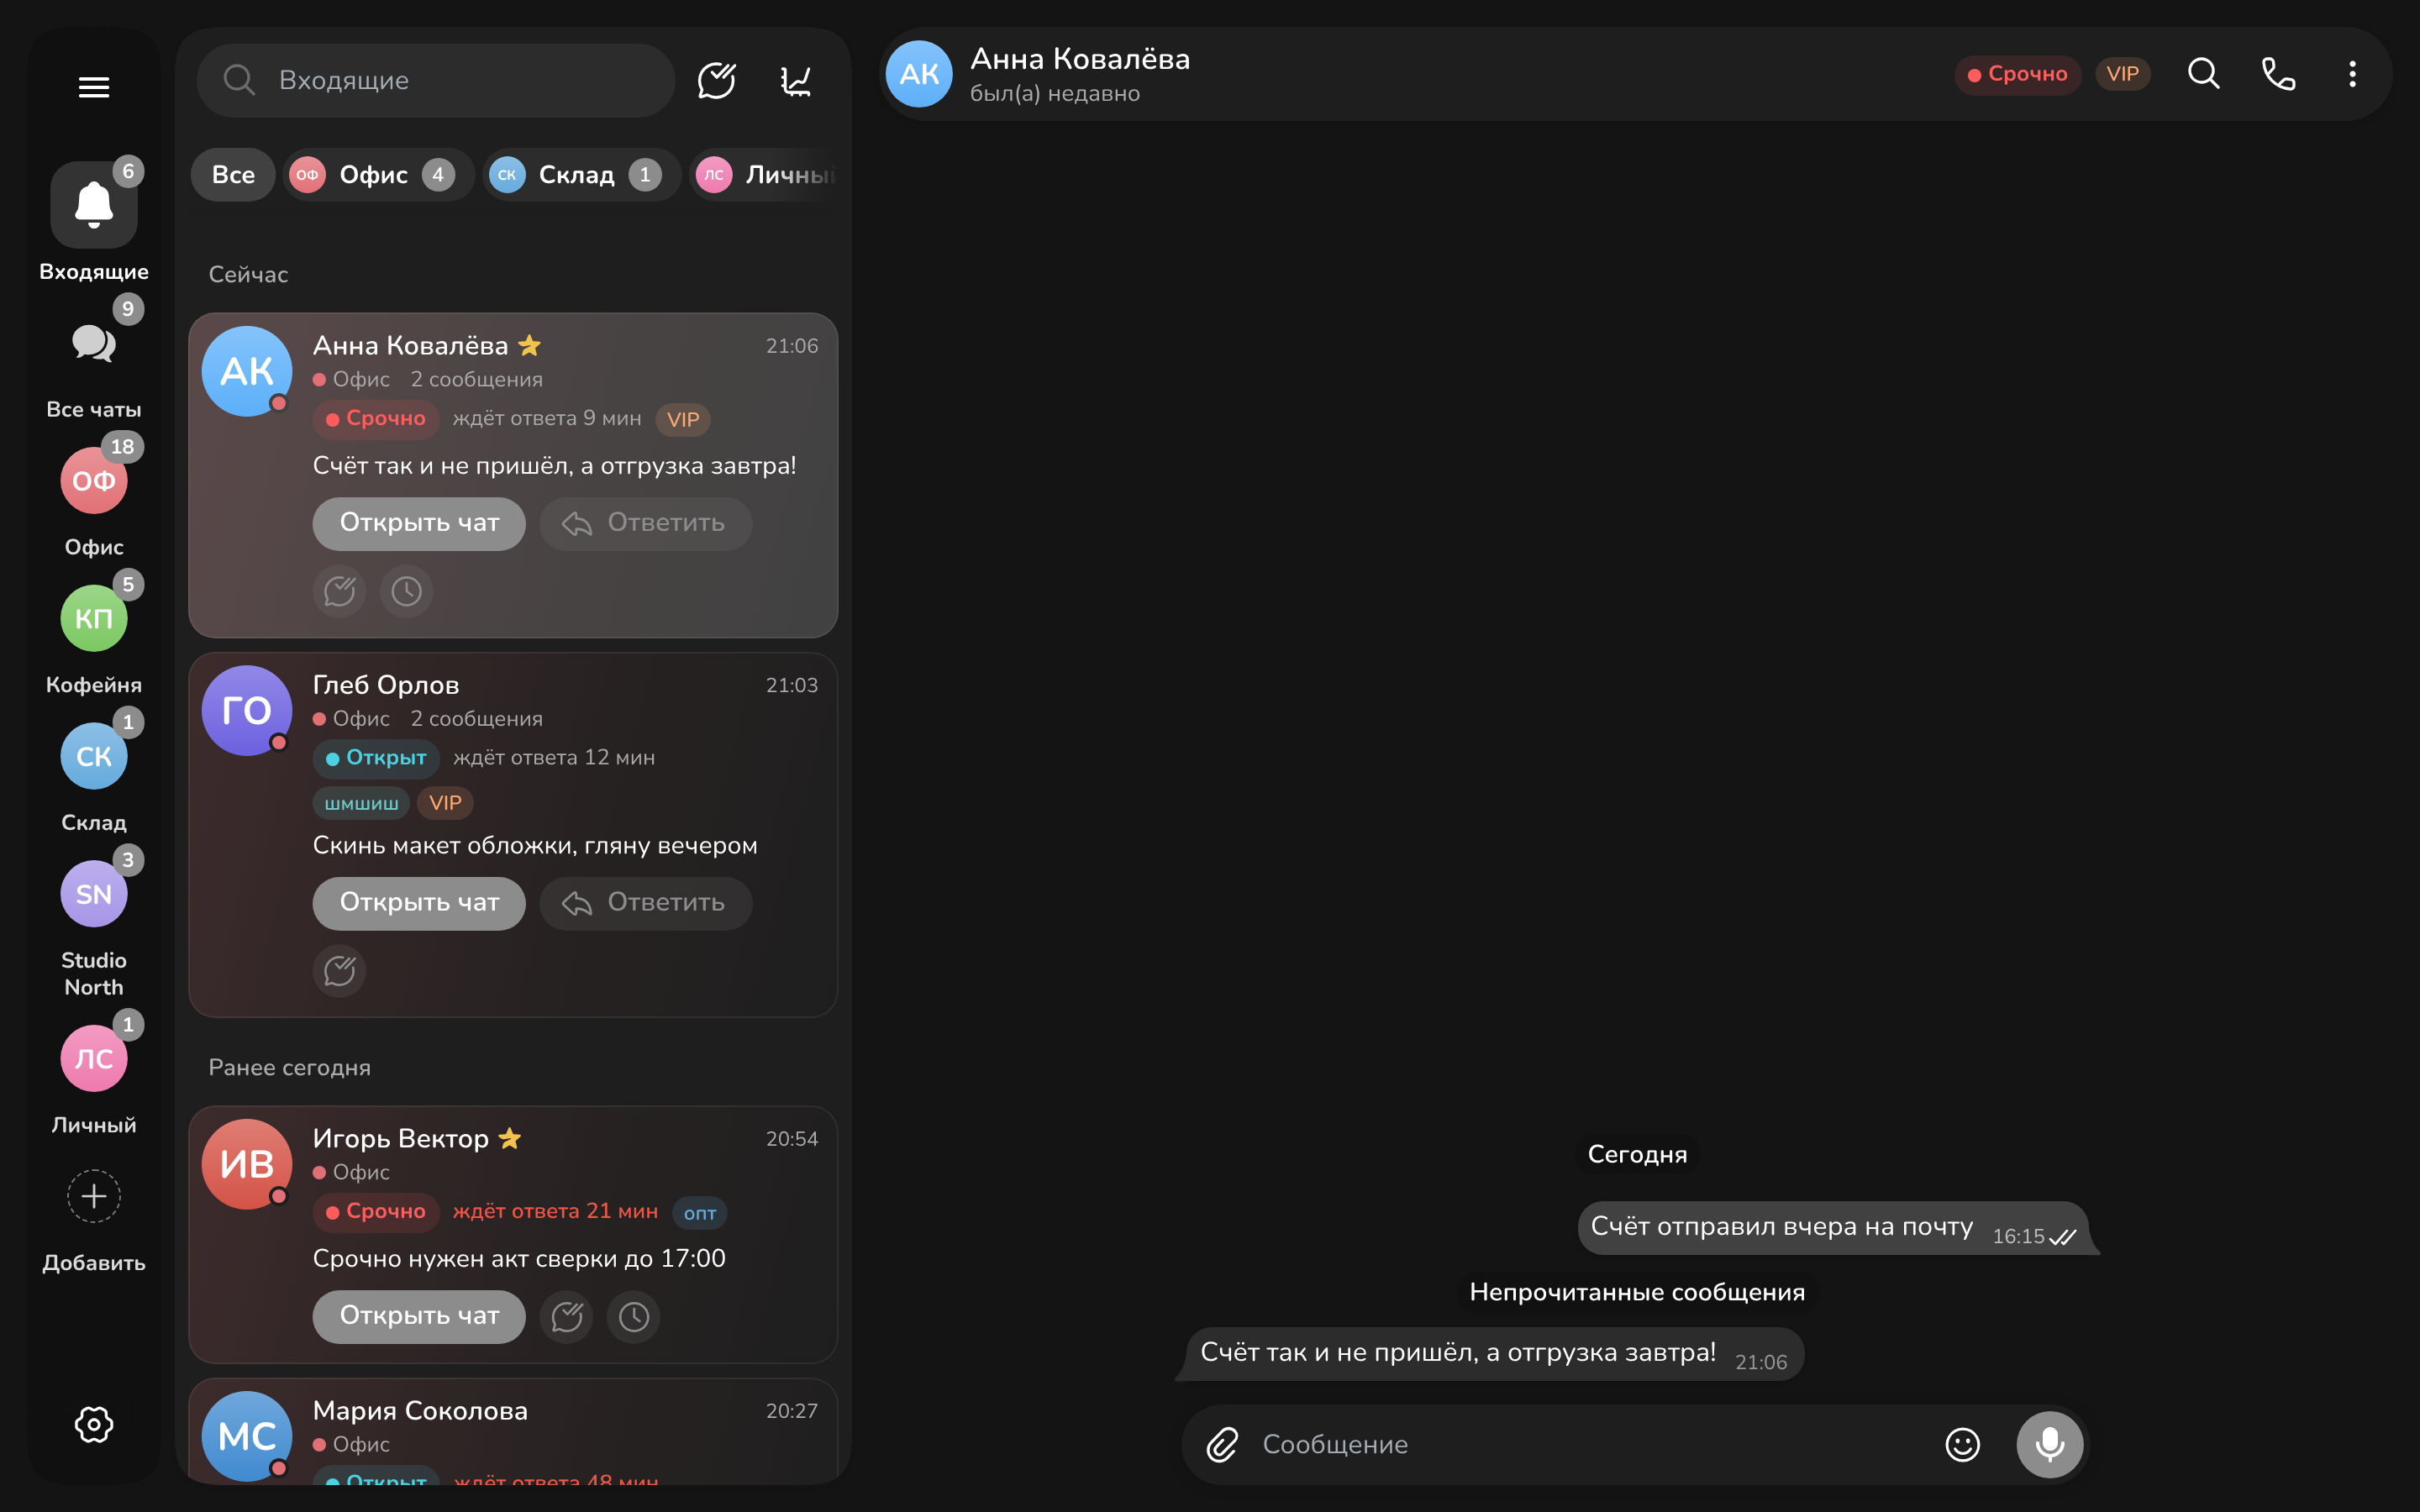 6
Входящие
9
Все чаты
18
ОФ
Офис
5
КП
Кофейня
1
СК
Склад
3
SN
Studio
North
1
ЛС
Личный
Добавить
Входящие
Все
ОФ Офис 4
СК Склад 1
ЛС Личный
Сейчас
АК
Анна Ковалёва 21:06
Офис 2 сообщения
Срочно ждёт ответа 9 мин VIP
Счёт так и не пришёл, а отгрузка завтра!
Открыть чат Ответить
ГО
Глеб Орлов 21:03
Офис 2 сообщения
Открыт ждёт ответа 12 мин
шмшиш VIP
Скинь макет обложки, гляну вечером
Открыть чат Ответить
Ранее сегодня
ИВ
Игорь Вектор 20:54
Офис
Срочно ждёт ответа 21 мин опт
Срочно нужен акт сверки до 17:00
Открыть чат
МС
Мария Соколова 20:27
Офис
Открыт ждёт ответа 48 мин
АК
Анна Ковалёва
был(а) недавно
Срочно VIP
Сегодня
Счёт отправил вчера на почту 16:15
Непрочитанные сообщения
Счёт так и не пришёл, а отгрузка завтра! 21:06
Сообщение